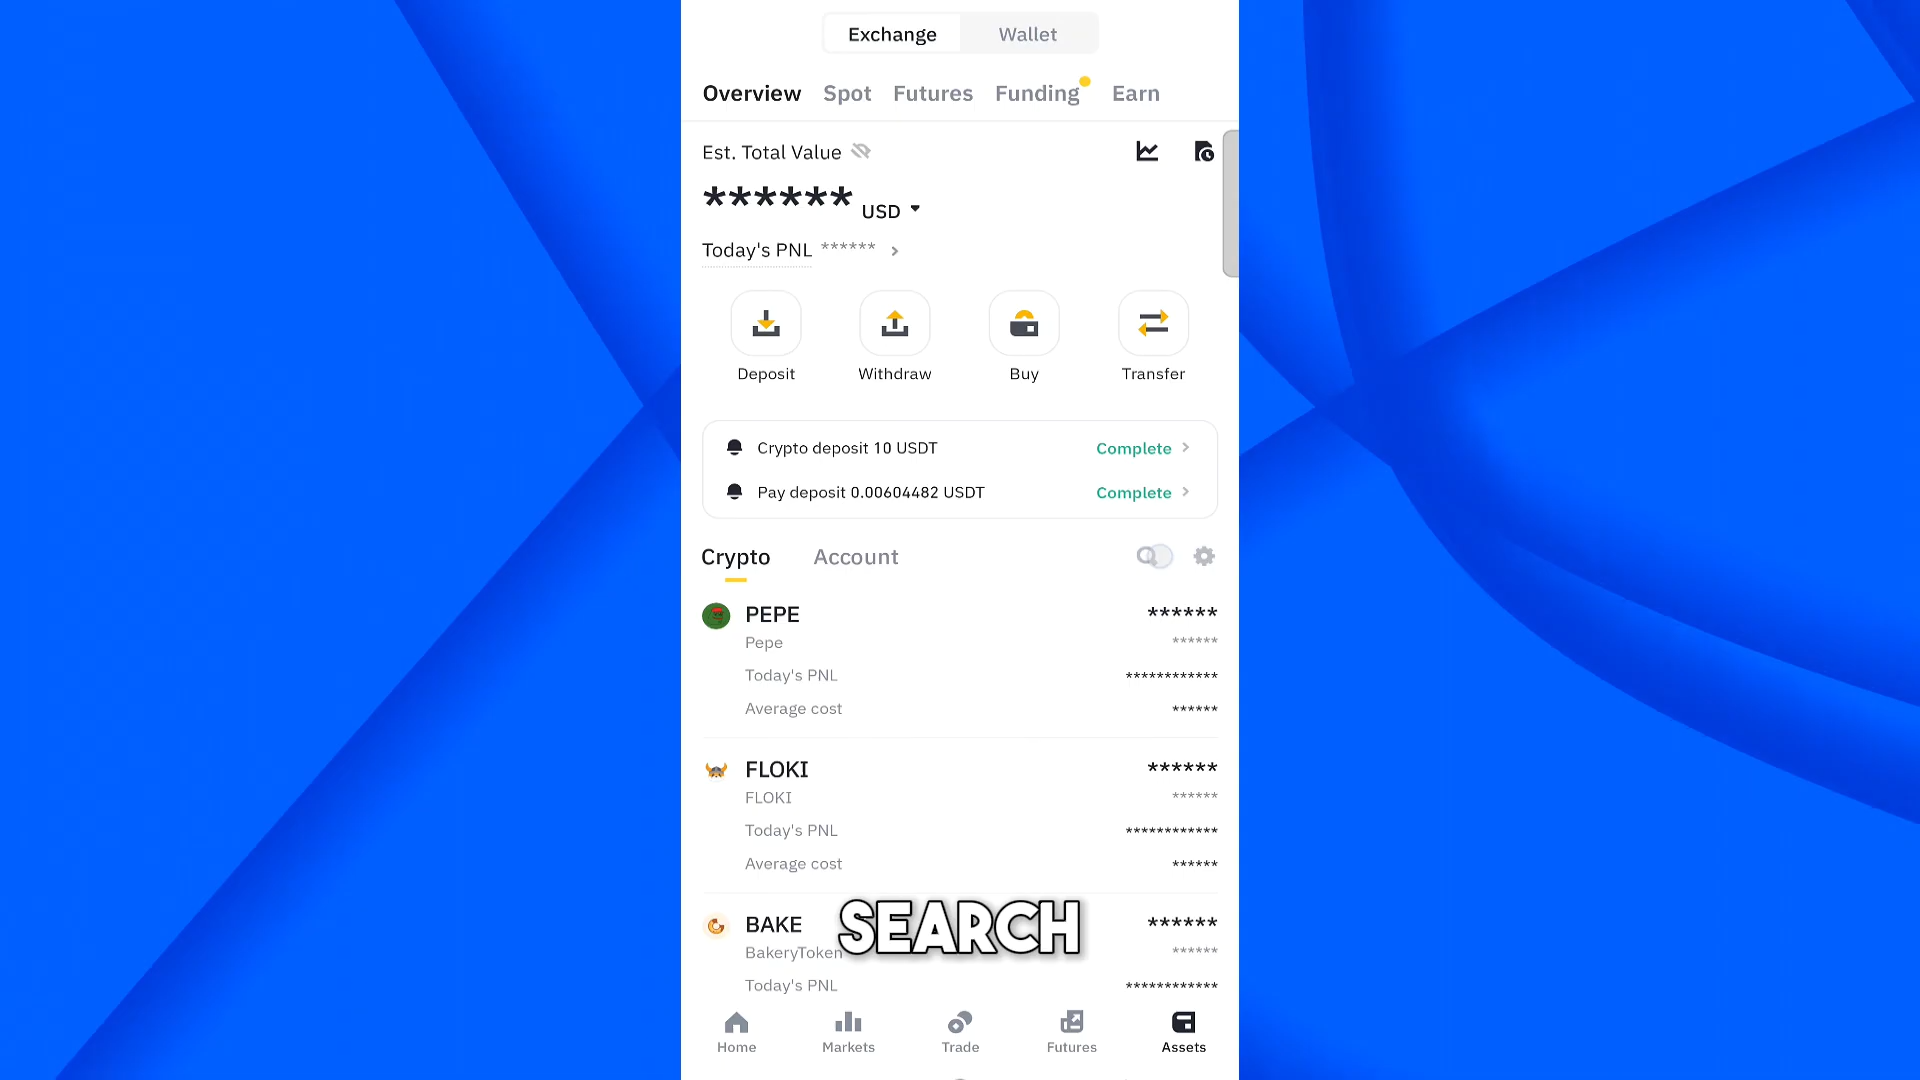 Exchange Wallet
Overview Spot Futures Funding Earn
Est. Total Value
****** USD
Today's PNL ******
Deposit Withdraw Buy Transfer
Crypto deposit 10 USDT Complete
Pay deposit 0.00604482 USDT Complete
Crypto Account
PEPE ******
Pepe ******
Today's PNL ************
Average cost ******
FLOKI ******
FLOKI ******
Today's PNL ************
Average cost ******
BAKE ******
SEARCH
BakeryToken ******
Today's PNL ************
Home Markets Trade Futures Assets